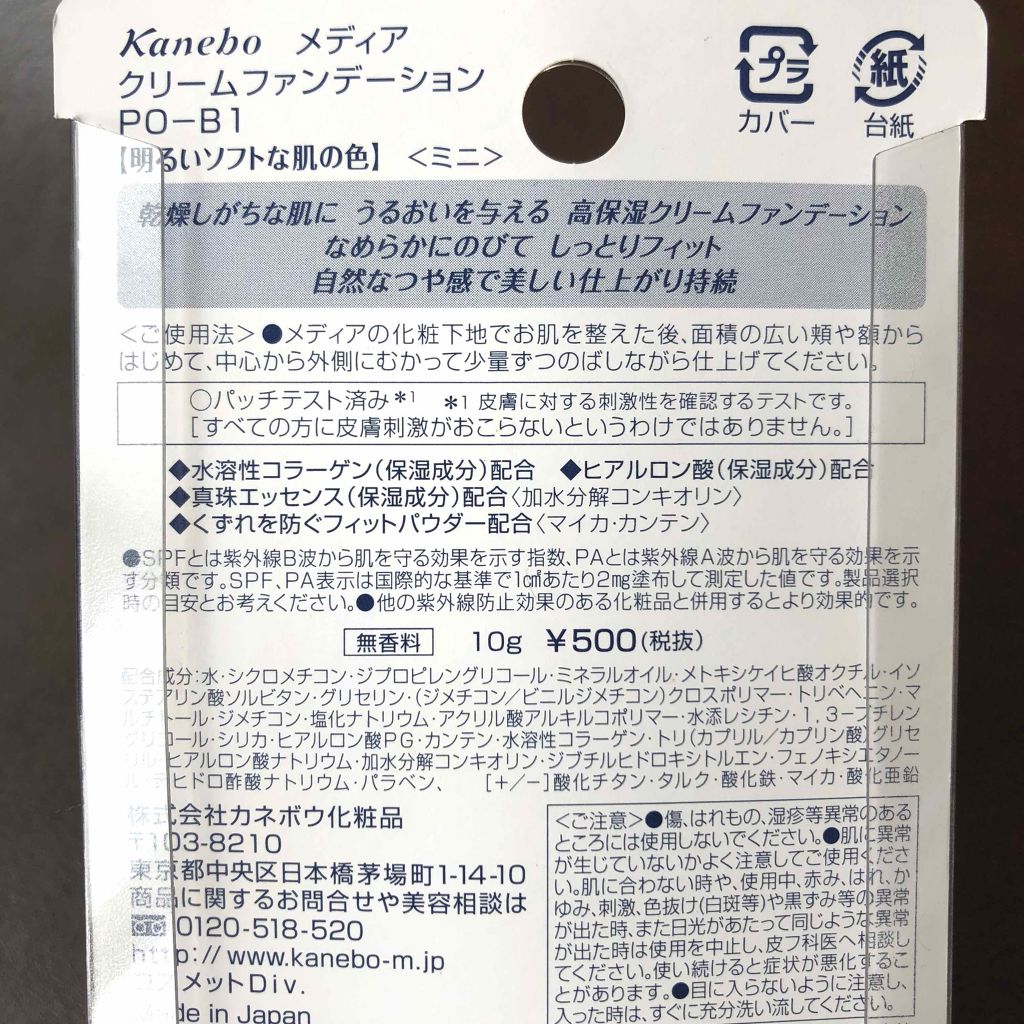 Kanebo メディア
クリームファンデーション
PO-B1
【明るいソフトな肌の色】 <ミニ>
プラ
カバー
紙
台紙
乾燥しがちな肌に うるおいを与える 高保湿クリームファンデーション
なめらかにのびて しっとりフィット
自然なつや感で美しい仕上がり持続
<ご使用法>●メディアの化粧下地でお肌を整えた後、面積の広い頬や額から
はじめて、中心から外側にむかって少量ずつのばしながら仕上げてください。
○パッチテスト済み*1 *1 皮膚に対する刺激性を確認するテストです。
[すべての方に皮膚刺激がおこらないというわけではありません。]
◆水溶性コラーゲン(保湿成分)配合 ◆ヒアルロン酸(保湿成分)配合
◆真珠エッセンス(保湿成分)配合〈加水分解コンキオリン〉
◆くずれを防ぐフィットパウダー配合〈マイカ・カンテン〉
●SPFとは紫外線B波から肌を守る効果を示す指数、PAとは紫外線A波から肌を守る効果を示
す分類です。SPF、PA表示は国際的な基準で1c㎡あたり2mg塗布して測定した値です。製品選択
時の目安とお考えください。●他の紫外線防止効果のある化粧品と併用するとより効果的です。
無香料 10g ¥500(税抜)
配合成分:水・シクロメチコン・ジプロピレングリコール・ミネラルオイル・メトキシケイヒ酸オクチル・イソ
ステアリン酸ソルビタン・グリセリン・(ジメチコン/ビニルジメチコン)クロスポリマー・トリベヘニン・マ
ルチトール・ジメチコン・塩化ナトリウム・アクリル酸アルキルコポリマー・水添レシチン・1,3-ブチレン
グリコール・シリカ・ヒアルロン酸PG・カンテン・水溶性コラーゲン・トリ(カプリル/カプリン酸)グリセ
リル・ヒアルロン酸ナトリウム・加水分解コンキオリン・ジブチルヒドロキシトルエン・フェノキシエタノー
ル・デヒドロ酢酸ナトリウム・パラベン、 [+/-]酸化チタン・タルク・酸化鉄・マイカ・酸化亜鉛
株式会社カネボウ化粧品
〒103-8210
東京都中央区日本橋茅場町1-14-10
商品に関するお問合せや美容相談は
0120-518-520
http://www.kanebo-m.jp
コスメットDiv.
Made in Japan
<ご注意>●傷、はれもの、湿疹等異常のある
ところには使用しないでください。●肌に異常
が生じていないかよく注意してご使用くださ
い。肌に合わない時や、使用中、赤み、はれ、か
ゆみ、刺激、色抜け(白斑等)や黒ずみ等の異常
が出た時、また日光があたって同じような異常
が出た時は使用を中止し、皮フ科医へ相談し
てください。使い続けると症状が悪化するこ
とがあります。●目に入らないように注意し、
入った時は、すぐに充分洗い流してください。